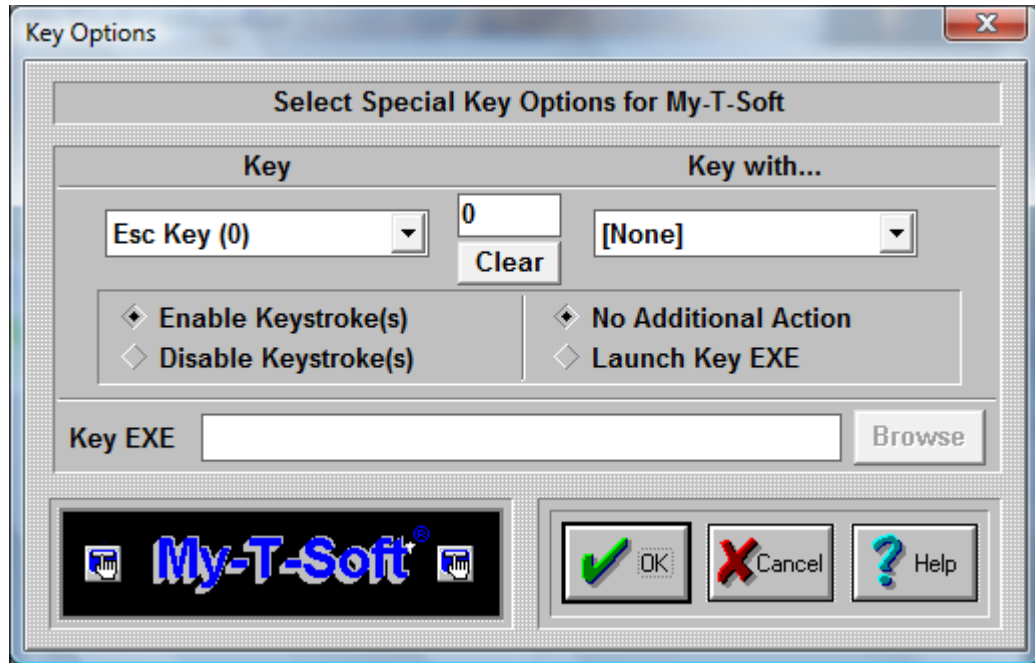 Key Options
Select Special Key Options for My-T-Soft
Key Key with...
Esc Key (0) 0 [None]
Clear
Enable Keystroke(s) No Additional Action
Disable Keystroke(s) Launch Key EXE
Key EXE Browse
My-T-Soft® OK Cancel Help